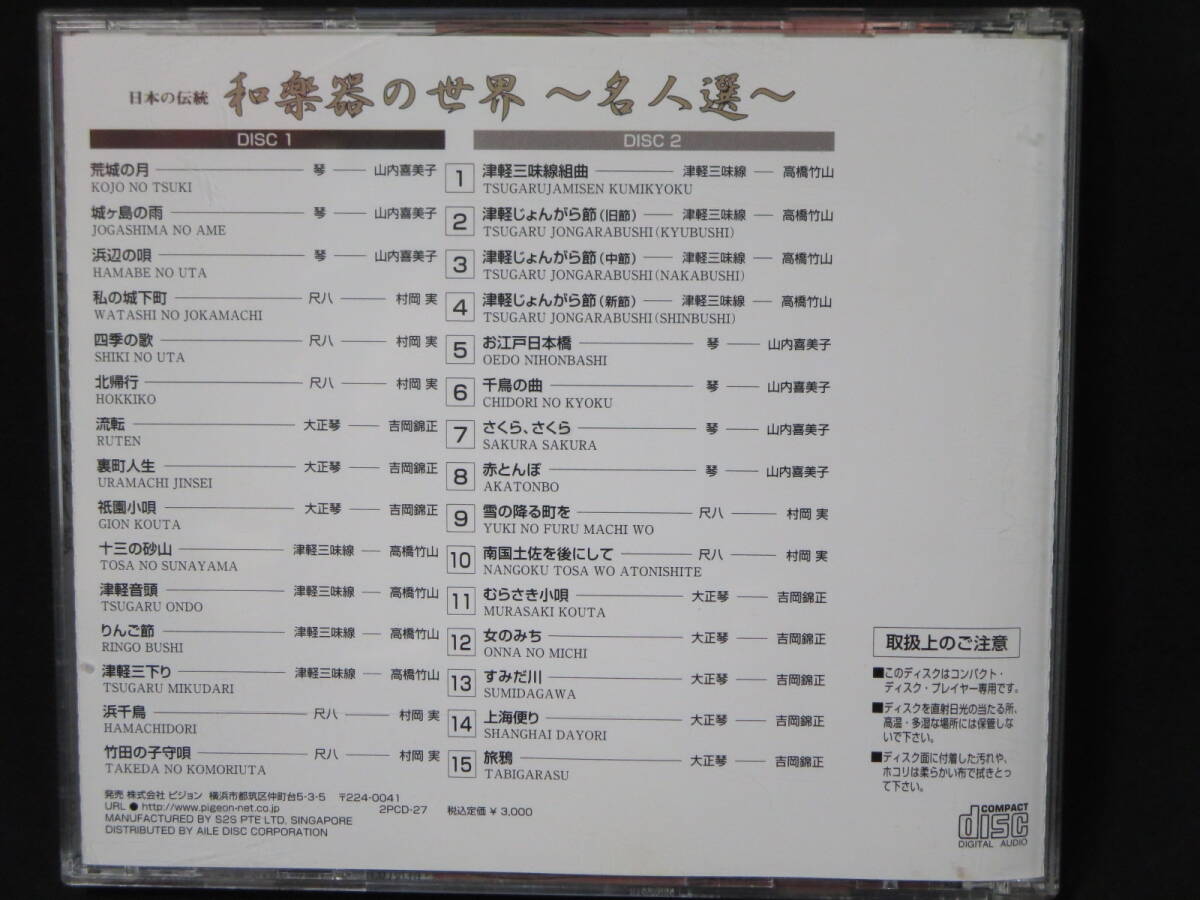 日本の伝統 和楽器の世界 ～名人選～
DISC 1
荒城の月 琴 山内喜美子
KOJO NO TSUKI
城ヶ島の雨 琴 山内喜美子
JOGASHIMA NO AME
浜辺の唄 琴 山内喜美子
HAMABE NO UTA
私の城下町 尺八 村岡 実
WATASHI NO JOKAMACHI
四季の歌 尺八 村岡 実
SHIKI NO UTA
北帰行 尺八 村岡 実
HOKKIKO
流転 大正琴 吉岡錦正
RUTEN
裏町人生 大正琴 吉岡錦正
URAMACHI JINSEI
祇園小唄 大正琴 吉岡錦正
GION KOUTA
十三の砂山 津軽三味線 高橋竹山
TOSA NO SUNAYAMA
津軽音頭 津軽三味線 高橋竹山
TSUGARU ONDO
りんご節 津軽三味線 高橋竹山
RINGO BUSHI
津軽三下り 津軽三味線 高橋竹山
TSUGARU MIKUDARI
浜千鳥 尺八 村岡 実
HAMACHIDORI
竹田の子守唄 尺八 村岡 実
TAKEDA NO KOMORIUTA
DISC 2
1 津軽三味線組曲 津軽三味線 高橋竹山
TSUGARUJAMISEN KUMIKYOKU
2 津軽じょんがら節(旧節) 津軽三味線 高橋竹山
TSUGARU JONGARABUSHI(KYUBUSHI)
3 津軽じょんがら節(中節) 津軽三味線 高橋竹山
TSUGARU JONGARABUSHI(NAKABUSHI)
4 津軽じょんがら節(新節) 津軽三味線 高橋竹山
TSUGARU JONGARABUSHI(SHINBUSHI)
5 お江戸日本橋 琴 山内喜美子
OEDO NIHONBASHI
6 千鳥の曲 琴 山内喜美子
CHIDORI NO KYOKU
7 さくら、さくら 琴 山内喜美子
SAKURA SAKURA
8 赤とんぼ 琴 山内喜美子
AKATONBO
9 雪の降る町を 尺八 村岡 実
YUKI NO FURU MACHI WO
10 南国土佐を後にして 尺八 村岡 実
NANGOKU TOSA WO ATONISHITE
11 むらさき小唄 大正琴 吉岡錦正
MURASAKI KOUTA
12 女のみち 大正琴 吉岡錦正
ONNA NO MICHI
13 すみだ川 大正琴 吉岡錦正
SUMIDAGAWA
14 上海便り 大正琴 吉岡錦正
SHANGHAI DAYORI
15 旅鴉 大正琴 吉岡錦正
TABIGARASU
取扱上のご注意
■このディスクはコンパクト・
ディスク・プレイヤー専用です。
■ディスクを直射日光の当たる所、
高温・多湿な場所には保管しな
いで下さい。
■ディスク面に付着した汚れや、
ホコリは柔らかい布で拭きとっ
て下さい。
発売 株式会社 ピジョン 横浜市都筑区仲町台5-3-5 〒224-0041
URL ● http://www.pigeon-net.co.jp 2PCD-27 税込定価 ¥ 3,000
MANUFACTURED BY S2S PTE LTD, SINGAPORE
DISTRIBUTED BY AILE DISC CORPORATION
COMPACT
disc
DIGITAL AUDIO